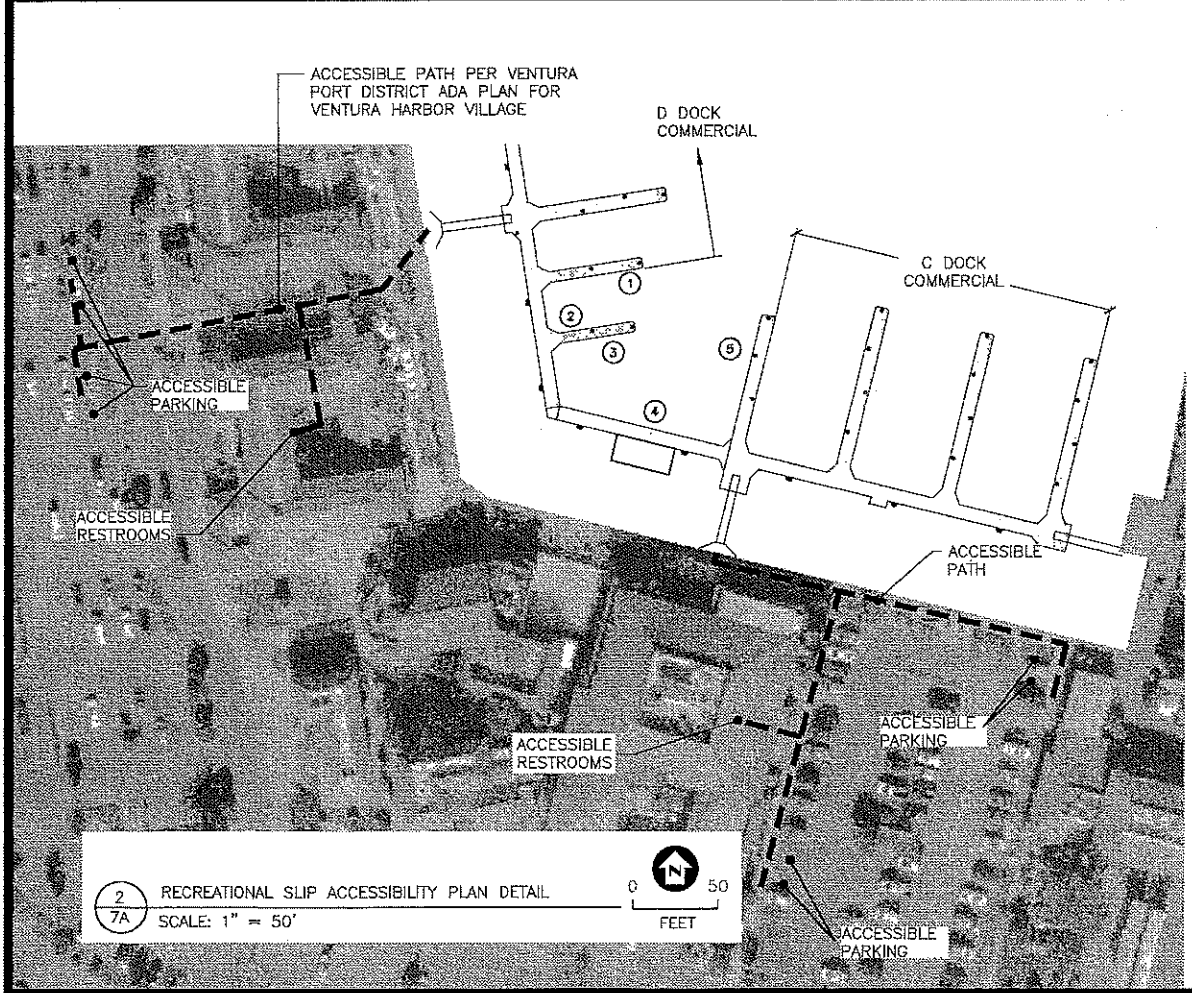 ACCESSIBLE PATH PER VENTURA
PORT DISTRICT ADA PLAN FOR
VENTURA HARBOR VILLAGE
D DOCK
COMMERCIAL
C DOCK
COMMERCIAL
1
2
3
5
4
ACCESSIBLE
PARKING
ACCESSIBLE
RESTROOMS
ACCESSIBLE
PATH
ACCESSIBLE
PARKING
ACCESSIBLE
RESTROOMS
ACCESSIBLE
PARKING
2
7A
RECREATIONAL SLIP ACCESSIBILITY PLAN DETAIL
SCALE: 1" = 50'
N
0 50
FEET